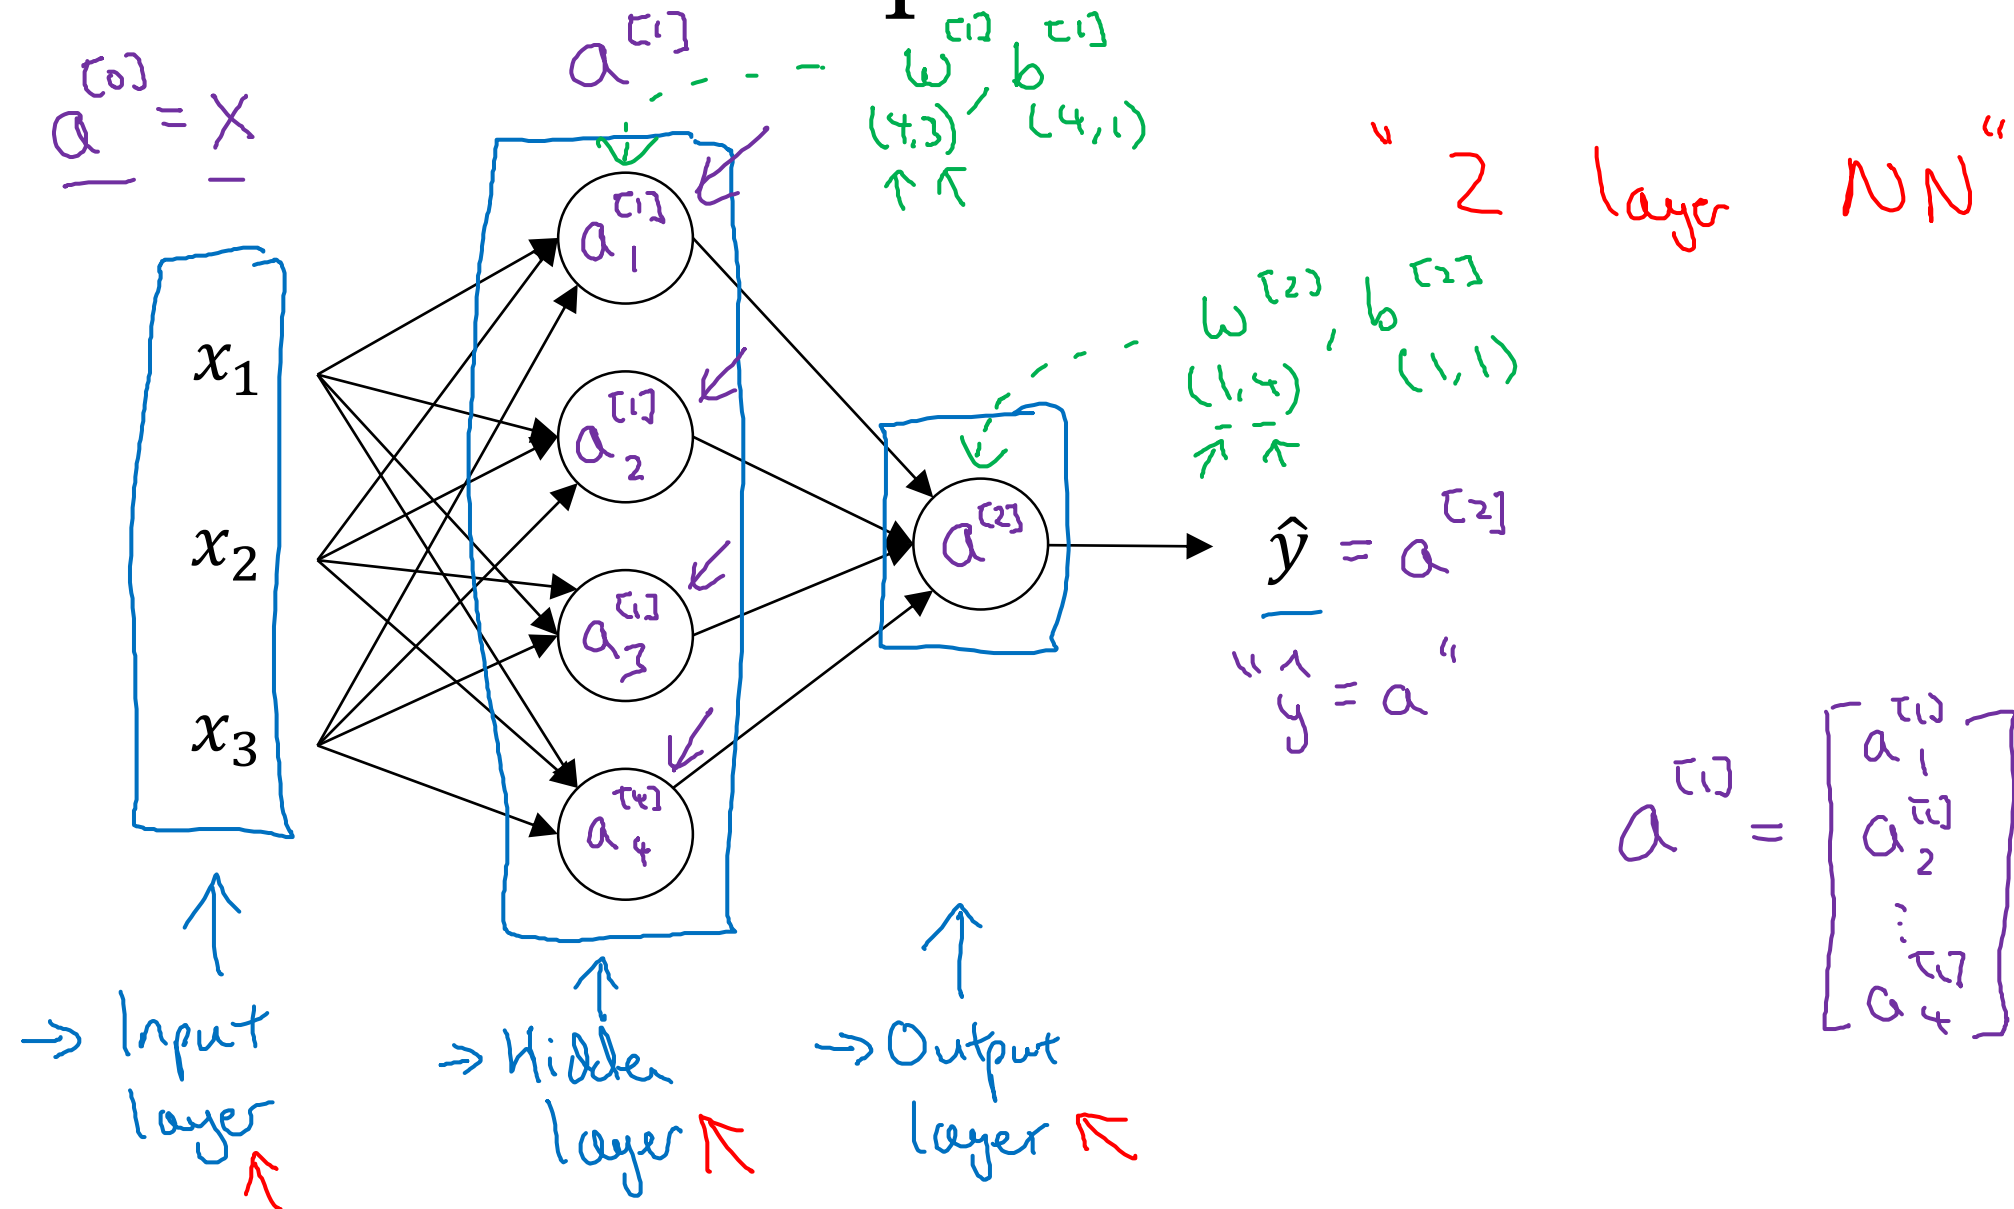 a^[0] = X
a^[1]
w^[1], b^[1]
(4,3) (4,1)
"2 layer NN"
x₁
x₂
x₃
a₁^[1]
a₂^[1]
a₃^[1]
a₄^[4]
w^[2], b^[2]
(1,4) (1,1)
a^[2]
ŷ = a^[2]
"ŷ = a"
a^[1] = [a₁^[1]
a₂^[1]
⋮
a₄^[1]]
→ Input layer
→ Hidden layer
→ Output layer